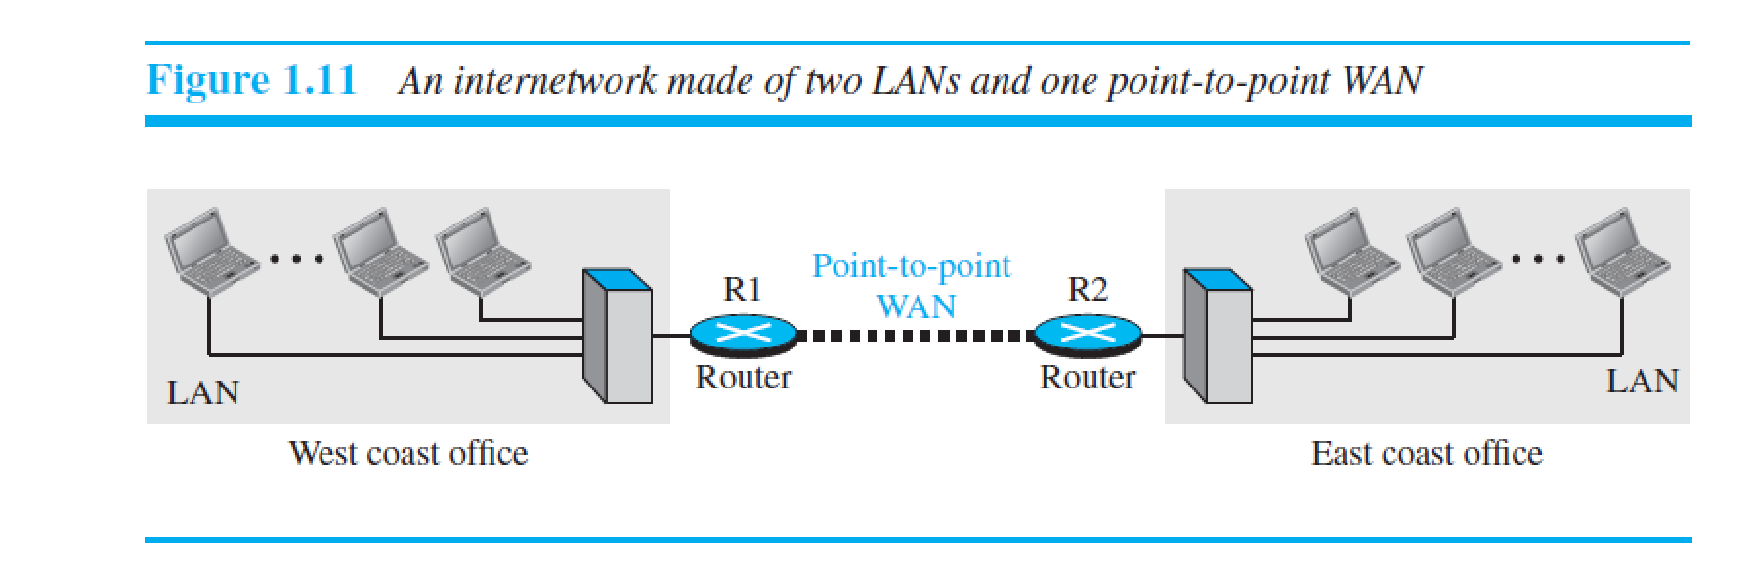 Figure 1.11 An internetwork made of two LANs and one point-to-point WAN
Point-to-point
WAN
R1
R2
Router
Router
LAN
LAN
West coast office
East coast office